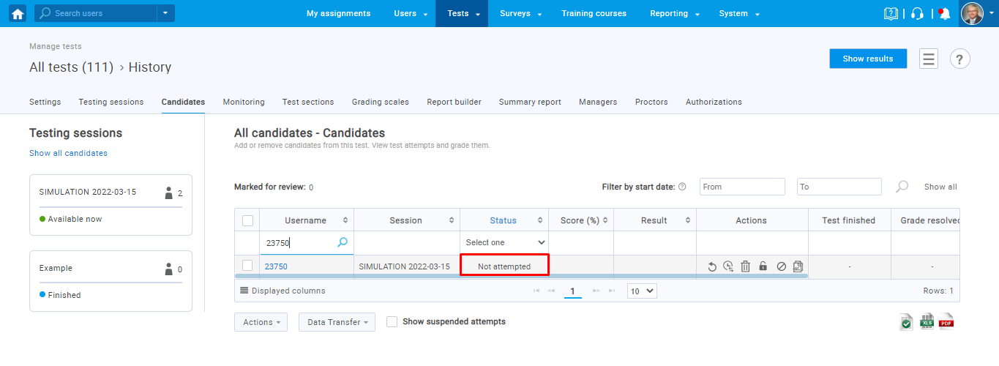 Search users
My assignments
Users
Tests
Surveys
Training courses
Reporting
System
Manage tests
All tests (111) › History
Show results
?
Settings
Testing sessions
Candidates
Monitoring
Test sections
Grading scales
Report builder
Summary report
Managers
Proctors
Authorizations
Testing sessions
Show all candidates
SIMULATION 2022-03-15
2
Available now
Example
0
Finished
All candidates - Candidates
Add or remove candidates from this test. View test attempts and grade them.
Marked for review: 0
Filter by start date: ?
From
To
Show all
Username
Session
Status
Score (%)
Result
Actions
Test finished
Grade resolved
23750
Select one
23750
SIMULATION 2022-03-15
Not attempted
-
-
Displayed columns
1
10
Rows: 1
Actions
Data Transfer
Show suspended attempts
XLS
PDF